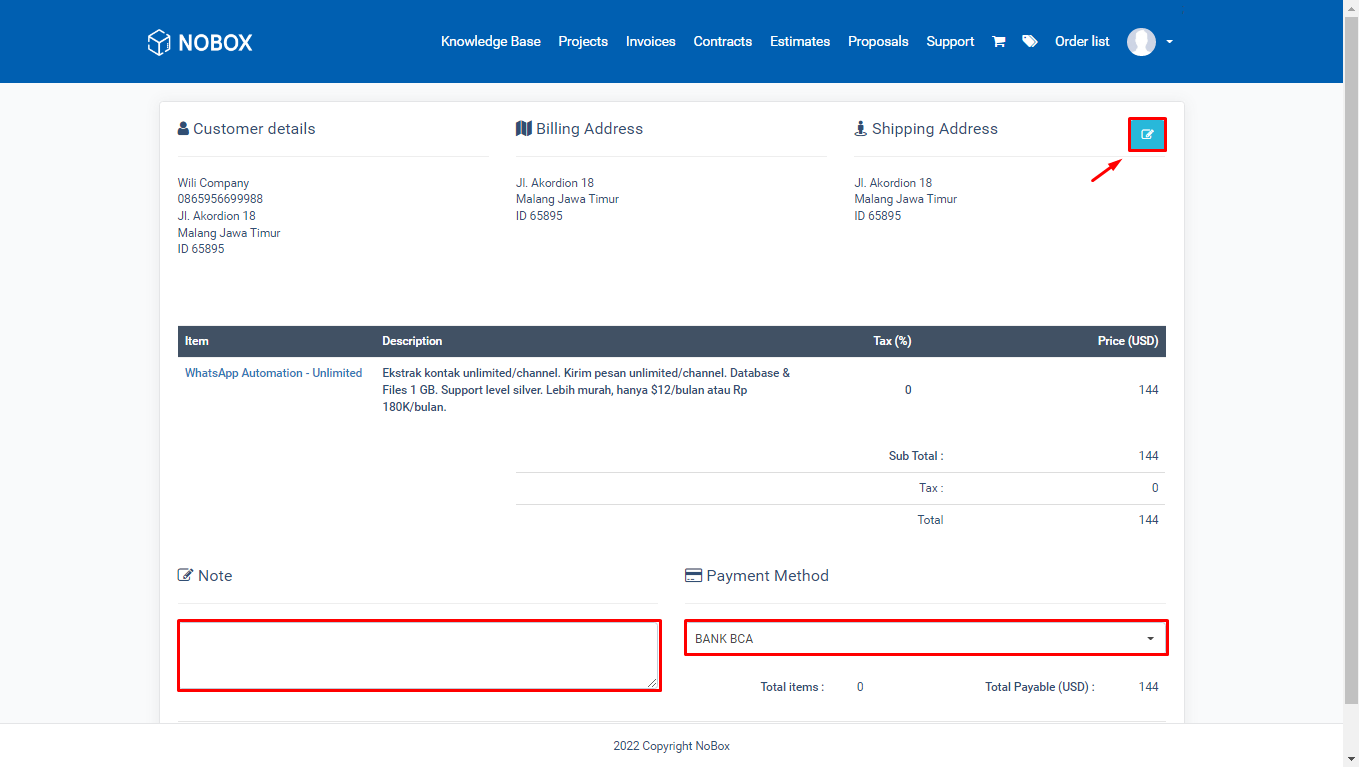 NOBOX
Knowledge Base Projects Invoices Contracts Estimates Proposals Support Order list
Customer details
Wili Company
0865956699988
Jl. Akordion 18
Malang Jawa Timur
ID 65895
Billing Address
Jl. Akordion 18
Malang Jawa Timur
ID 65895
Shipping Address
Jl. Akordion 18
Malang Jawa Timur
ID 65895
Item Description Tax (%) Price (USD)
WhatsApp Automation - Unlimited
Ekstrak kontak unlimited/channel. Kirim pesan unlimited/channel. Database &
Files 1 GB. Support level silver. Lebih murah, hanya $12/bulan atau Rp
180K/bulan.
0
144
Sub Total : 144
Tax : 0
Total 144
Note
Payment Method
BANK BCA
Total items : 0 Total Payable (USD) : 144
2022 Copyright NoBox